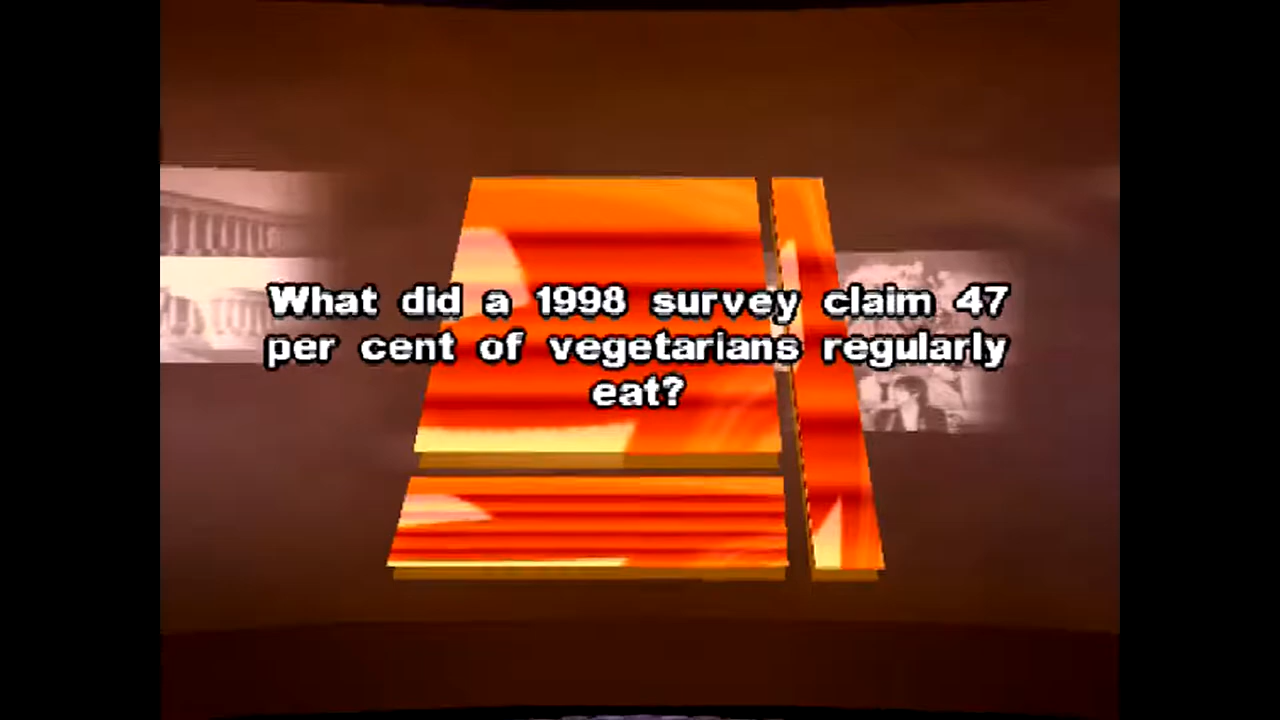 What did a 1998 survey claim 47
per cent of vegetarians regularly
eat?